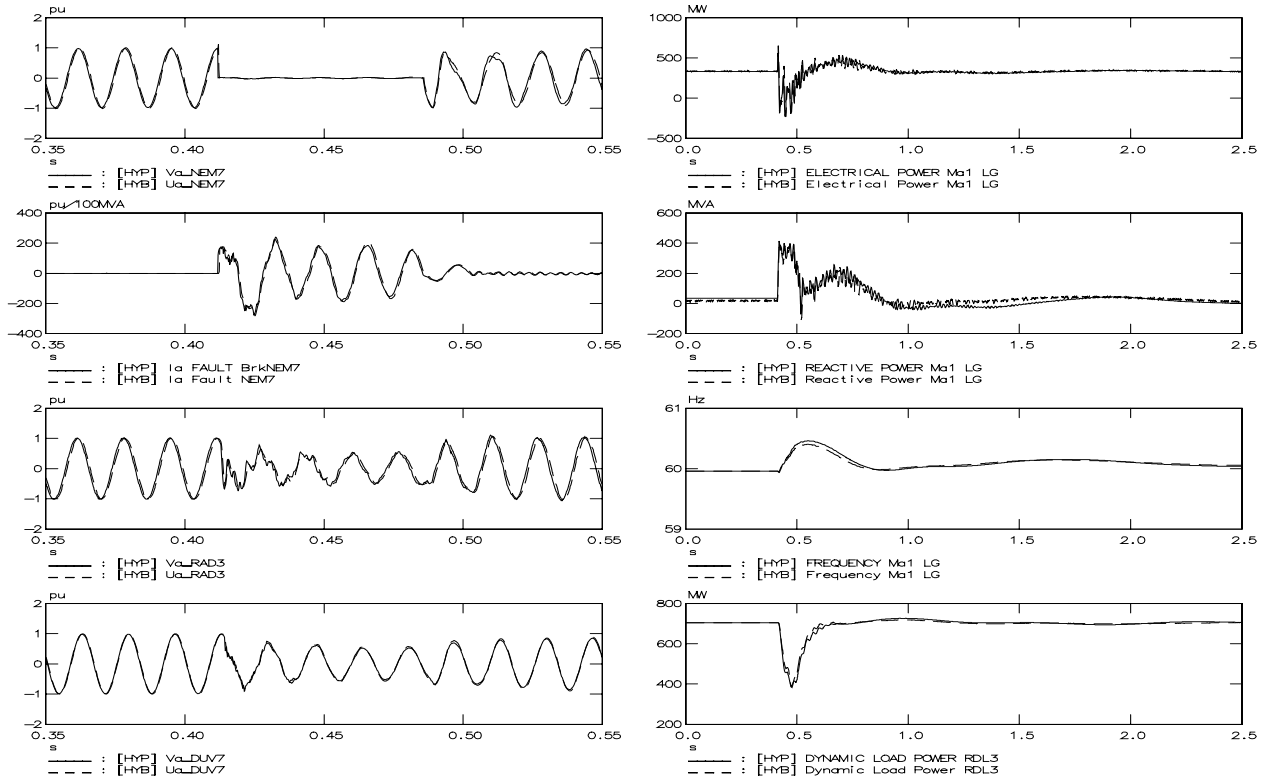 pu
2
1
0
−1
−2
0.35
0.40
0.45
0.50
0.55
s
: [HYP] Va_NEM7
: [HYB] Ua_NEM7
pu/100MVA
400
200
0
−200
−400
0.35
0.40
0.45
0.50
0.55
s
: [HYP] Ia FAULT BrkNEM7
: [HYB] Ia Fault NEM7
pu
2
1
0
−1
−2
0.35
0.40
0.45
0.50
0.55
s
: [HYP] Va_RAD3
: [HYB] Ua_RAD3
pu
2
1
0
−1
−2
0.35
0.40
0.45
0.50
0.55
s
: [HYP] Va_DUV7
: [HYB] Ua_DUV7
MW
1000
500
0
−500
0.0
0.5
1.0
1.5
2.0
2.5
s
: [HYP] ELECTRICAL POWER Ma1 LG
: [HYB] Electrical Power Ma1 LG
MVA
600
400
200
0
−200
0.0
0.5
1.0
1.5
2.0
2.5
s
: [HYP] REACTIVE POWER Ma1 LG
: [HYB] Reactive Power Ma1 LG
Hz
61
60
59
0.0
0.5
1.0
1.5
2.0
2.5
s
: [HYP] FREQUENCY Ma1 LG
: [HYB] Frequency Ma1 LG
MW
800
600
400
200
0.0
0.5
1.0
1.5
2.0
2.5
s
: [HYP] DYNAMIC LOAD POWER RDL3
: [HYB] Dynamic Load Power RDL3